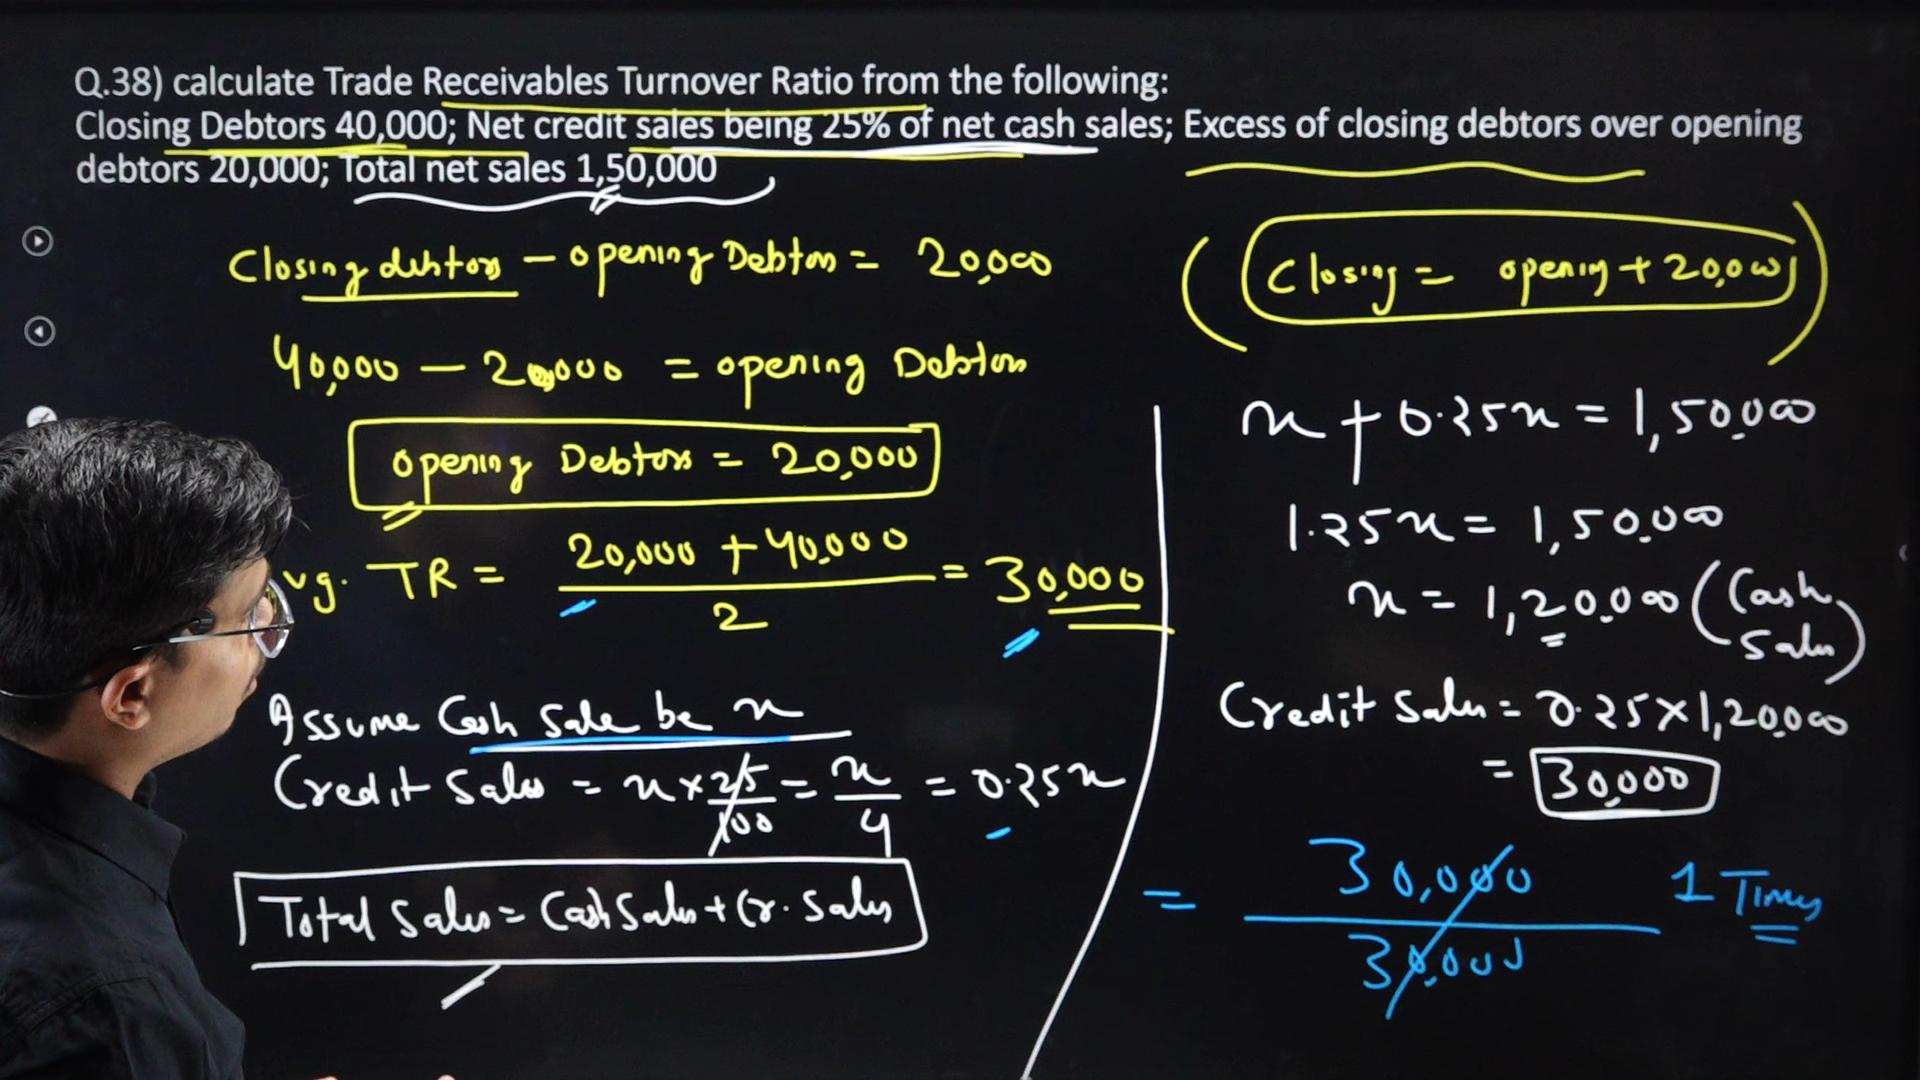 Q.38) calculate Trade Receivables Turnover Ratio from the following:
Closing Debtors 40,000; Net credit sales being 25% of net cash sales; Excess of closing debtors over opening
debtors 20,000; Total net sales 1,50,000
Closing debtors - opening Debtors = 20,000
(Closing = opening + 20,000)
40,000 - 20,000 = opening Debtors
opening Debtors = 20,000
vg. TR = 20,000 + 40,000 / 2 = 30,000
Assume Cash Sale be x
Credit Sales = x × 25/100 = x/4 = 0.25x
Total Sales = Cash Sales + Cr. Sales
x + 0.25x = 1,50,000
1.25x = 1,50,000
x = 1,20,000 (Cash
Sales)
Credit Sales = 0.25 × 1,20,000
= 30,000
= 30,000 / 30,000 1 Times